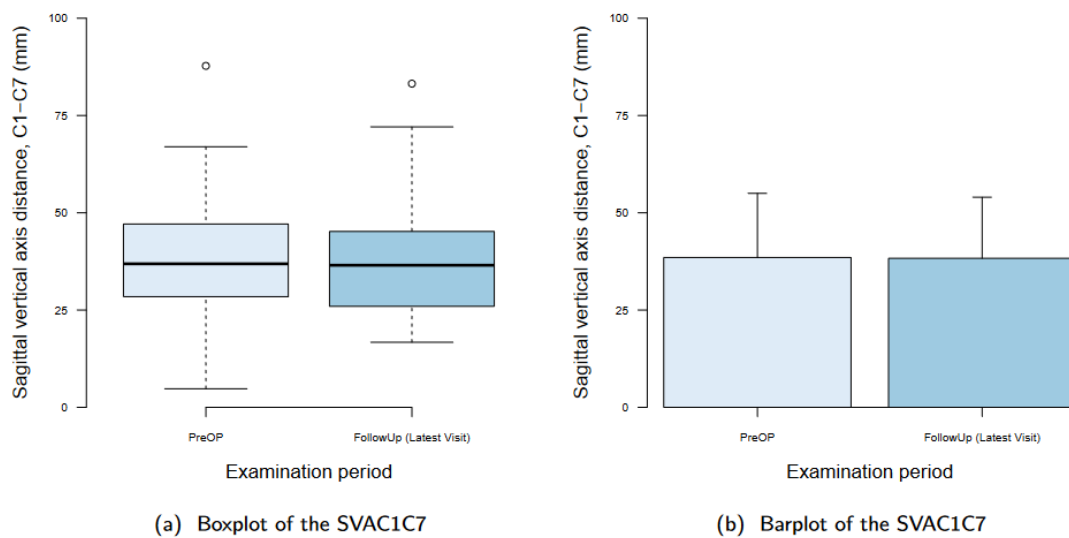 Sagittal vertical axis distance, C1−C7 (mm)
100
75
50
25
0
PreOP
FollowUp (Latest Visit)
Examination period
(a) Boxplot of the SVAC1C7
Sagittal vertical axis distance, C1−C7 (mm)
100
75
50
25
0
PreOP
FollowUp (Latest Visit)
Examination period
(b) Barplot of the SVAC1C7